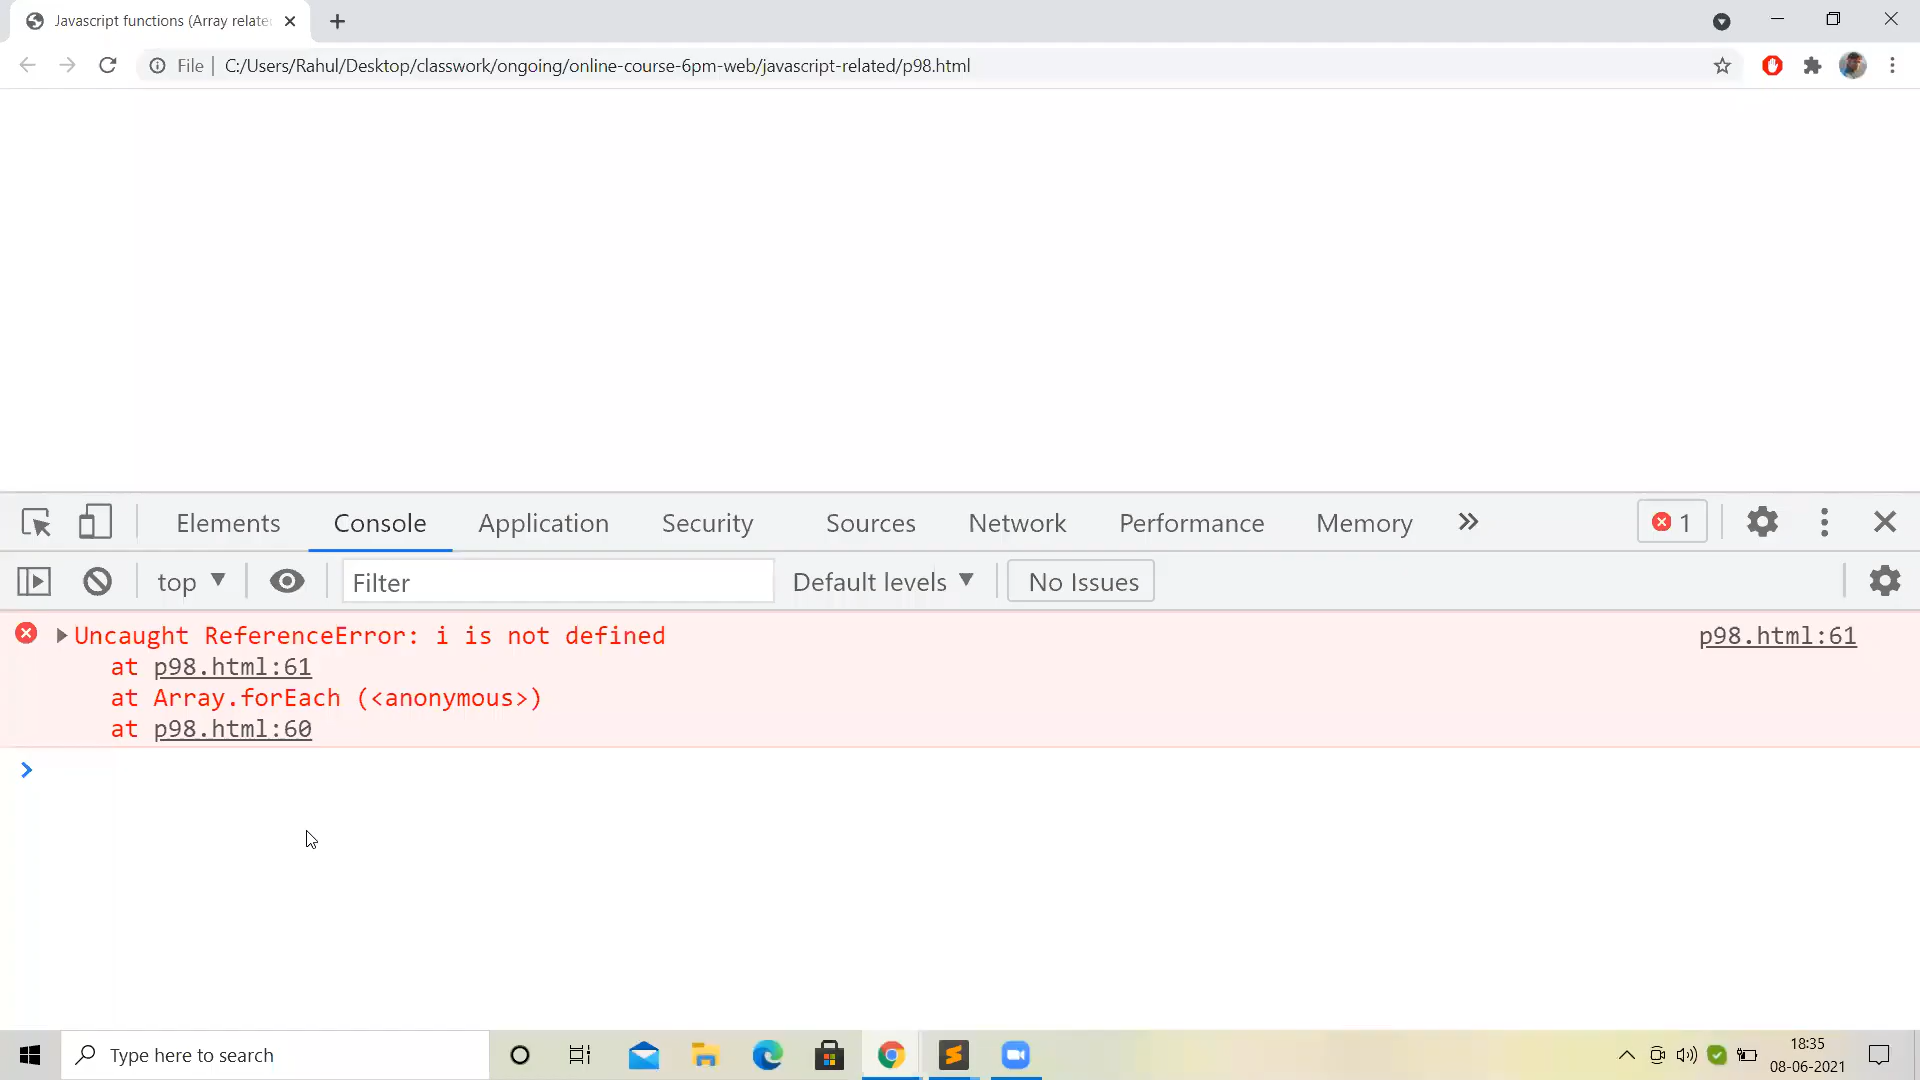 Javascript functions (Array relate
File
C:/Users/Rahul/Desktop/classwork/ongoing/online-course-6pm-web/javascript-related/p98.html
Elements Console Application Security Sources Network Performance Memory 1
top Filter Default levels No Issues
Uncaught ReferenceError: i is not defined p98.html:61
at p98.html:61
at Array.forEach (<anonymous>)
at p98.html:60
Type here to search
18:35
08-06-2021